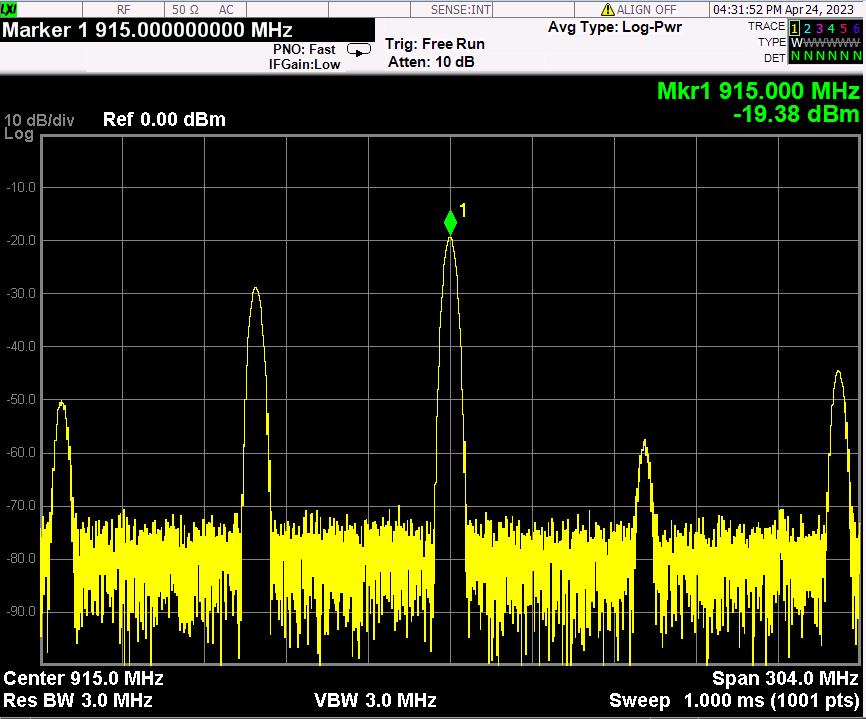 LXI RF 50 Ω AC SENSE:INT ALIGN OFF 04:31:52 PM Apr 24, 2023
Marker 1 915.000000000 MHz
PNO: Fast
IFGain:Low
Trig: Free Run
Atten: 10 dB
Avg Type: Log-Pwr
TRACE 1 2 3 4 5 6
TYPE W W W W W W
DET N N N N N N
Mkr1 915.000 MHz
-19.38 dBm
10 dB/div Ref 0.00 dBm
Log
1
-10.0
-20.0
-30.0
-40.0
-50.0
-60.0
-70.0
-80.0
-90.0
Center 915.0 MHz Span 304.0 MHz
Res BW 3.0 MHz VBW 3.0 MHz Sweep 1.000 ms (1001 pts)